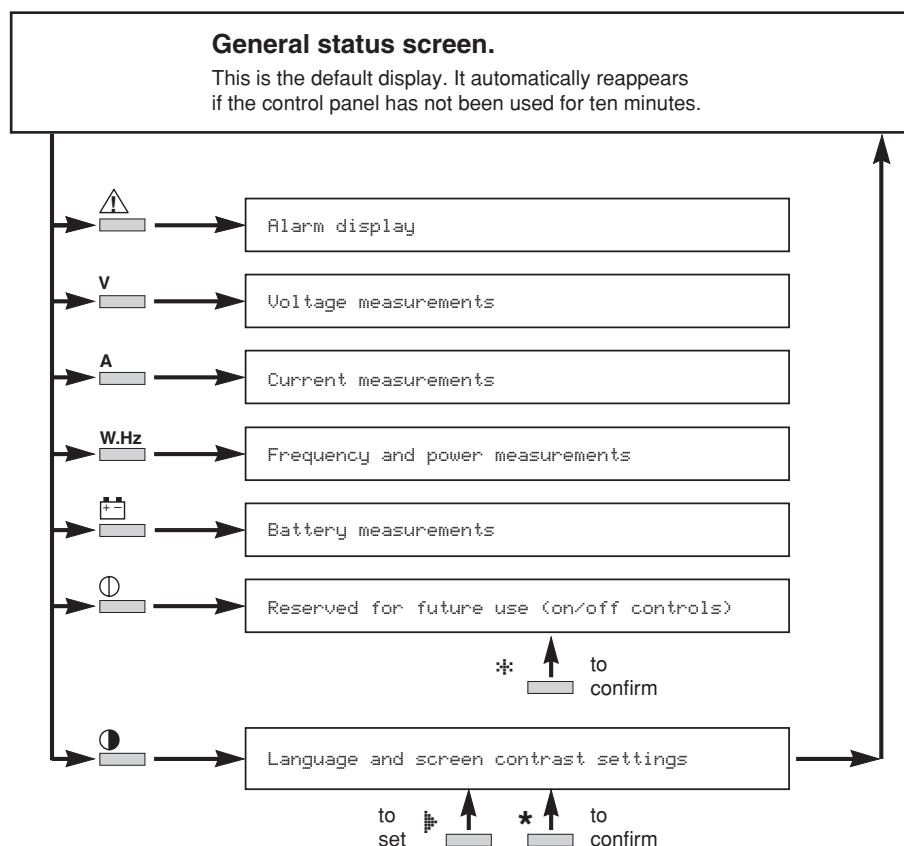 General status screen.
This is the default display. It automatically reappears
if the control panel has not been used for ten minutes.
Alarm display
V
Voltage measurements
A
Current measurements
W.Hz
Frequency and power measurements
+ −
Battery measurements
Reserved for future use (on/off controls)
* to
confirm
Language and screen contrast settings
to
set
* to
confirm